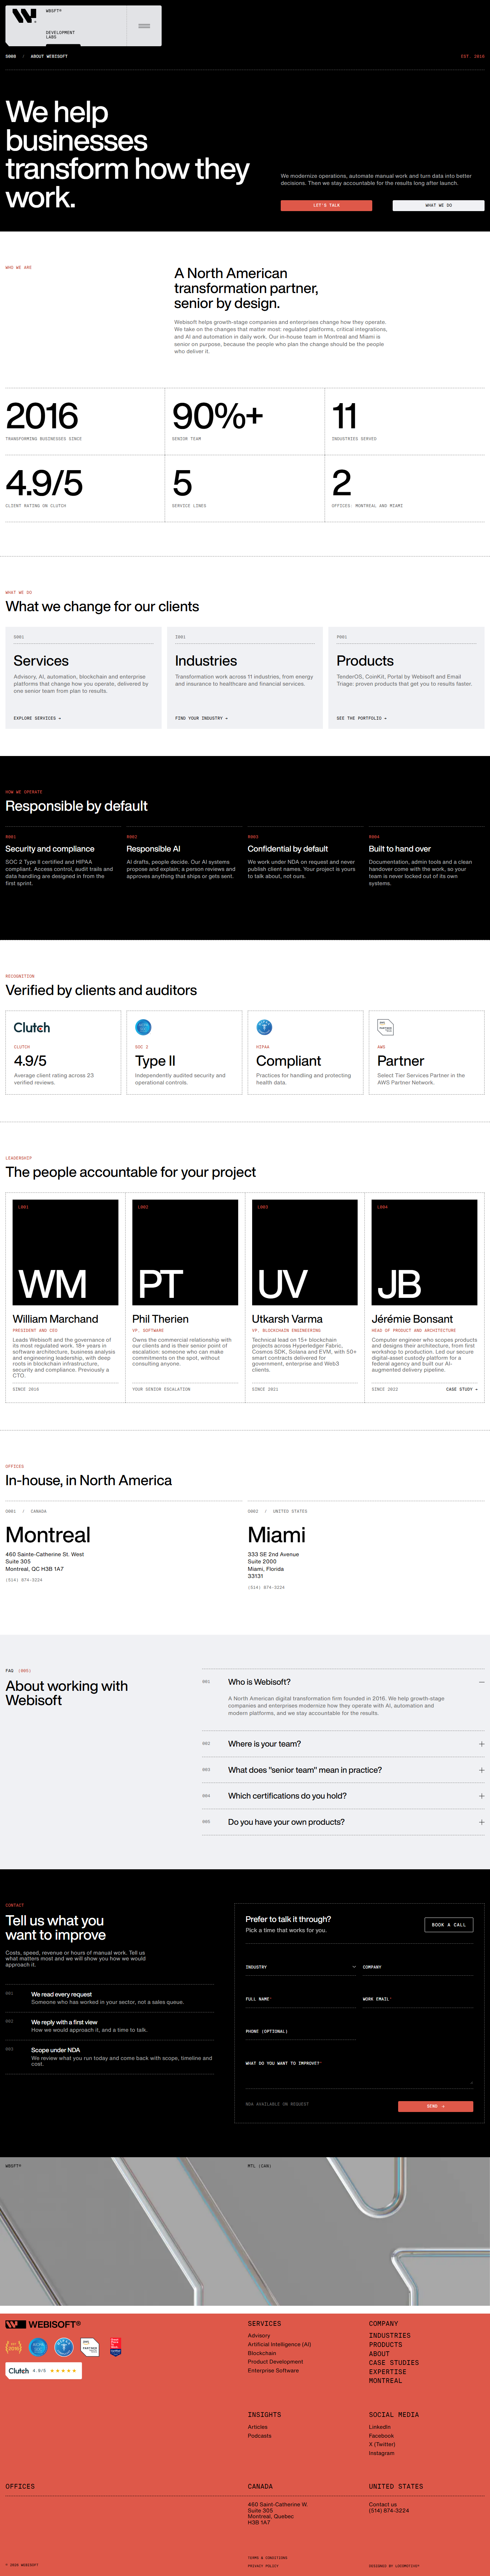 WBSFTY
DEVELOPMENT
LABS
S000 / ABOUT WEBISOFT
EST. 2016
We help
businesses
transform how they
work.
We modernize operations, automate manual work and turn data into better
decisions. Then we stay accountable for the results long after launch.
LET'S TALK
WHAT WE DO
WHO WE ARE
A North American
transformation partner,
senior by design.
Webisoft helps growth-stage companies and enterprises change how they operate.
We take on the changes that matter most: regulated platforms, critical integrations,
and AI and automation in daily work. Our in-house team in Montreal and Miami is
senior on purpose, because the people who plan the change should be the people
who deliver it.
2016
TRANSFORMING BUSINESSES SINCE
90%+
SENIOR TEAM
11
INDUSTRIES SERVED
4.9/5
CLIENT RATING ON CLUTCH
5
SERVICE LINES
2
OFFICES: MONTREAL AND MIAMI
WHAT WE DO
What we change for our clients
S001
Services
Advisory, AI, automation, blockchain and enterprise
platforms that change how you operate, delivered by
one senior team from plan to results.
EXPLORE SERVICES →
I001
Industries
Transformation work across 11 industries, from energy
and insurance to healthcare and financial services.
FIND YOUR INDUSTRY →
P001
Products
TenderOS, CoinKit, Portal by Webisoft and Email
Triage: proven products that get you to results faster.
SEE THE PORTFOLIO →
HOW WE OPERATE
Responsible by default
R001
Security and compliance
SOC 2 Type II certified and HIPAA
compliant. Access control, audit trails and
data handling are designed in from the
first sprint.
R002
Responsible AI
AI drafts, people decide. Our AI systems
propose and explain; a person reviews and
approves anything that ships or gets sent.
R003
Confidential by default
We work under NDA on request and never
publish client names. Your project is yours
to talk about, not ours.
R004
Built to hand over
Documentation, admin tools and a clean
handover come with the work, so your
team is never locked out of its own
systems.
RECOGNITION
Verified by clients and auditors
Clutch
CLUTCH
4.9/5
Average client rating across 23
verified reviews.
SOC 2
Type II
Independently audited security and
operational controls.
HIPAA
Compliant
Practices for handling and protecting
health data.
AWS
Partner
Select Tier Services Partner in the
AWS Partner Network.
LEADERSHIP
The people accountable for your project
L001
WM
William Marchand
PRESIDENT AND CEO
Leads Webisoft and the governance of
its most regulated work. 18+ years in
software architecture, business analysis
and engineering leadership, with deep
roots in blockchain infrastructure,
security and compliance. Previously a
CTO.
SINCE 2016
L002
PT
Phil Therien
VP, SOFTWARE
Owns the commercial relationship with
our clients and is their senior point of
escalation: someone who can make
commitments on the spot, without
consulting anyone.
YOUR SENIOR ESCALATION
L003
UV
Utkarsh Varma
VP, BLOCKCHAIN ENGINEERING
Technical lead on 15+ blockchain
projects across Hyperledger Fabric,
Cosmos SDK, Solana and EVM, with 50+
smart contracts delivered for
government, enterprise and Web3
clients.
SINCE 2021
L004
JB
Jérémie Bonsant
HEAD OF PRODUCT AND ARCHITECTURE
Computer engineer who scopes products
and designs their architecture, from first
workshop to production. Led our secure
digital-asset custody platform for a
federal agency and built our AI-
augmented delivery pipeline.
SINCE 2022
CASE STUDY →
OFFICES
In-house, in North America
O001 / CANADA
Montreal
460 Sainte-Catherine St. West
Suite 305
Montreal, QC H3B 1A7
(514) 874-3224
O002 / UNITED STATES
Miami
333 SE 2nd Avenue
Suite 2000
Miami, Florida
33131
(514) 874-3224
FAQ (005)
About working with
Webisoft
001
Who is Webisoft?
A North American digital transformation firm founded in 2016. We help growth-stage
companies and enterprises modernize how they operate with AI, automation and
modern platforms, and we stay accountable for the results.
002
Where is your team?
003
What does "senior team" mean in practice?
004
Which certifications do you hold?
005
Do you have your own products?
CONTACT
Tell us what you
want to improve
Costs, speed, revenue or hours of manual work. Tell us
what matters most and we will show you how we would
approach it.
001
We read every request
Someone who has worked in your sector, not a sales queue.
002
We reply with a first view
How we would approach it, and a time to talk.
003
Scope under NDA
We review what you run today and come back with scope, timeline and
cost.
Prefer to talk it through?
Pick a time that works for you.
BOOK A CALL
INDUSTRY
COMPANY
FULL NAME*
WORK EMAIL*
PHONE (OPTIONAL)
WHAT DO YOU WANT TO IMPROVE?*
NDA AVAILABLE ON REQUEST
SEND →
WBSFTY
MTL (CAN)
WEBISOFT®
Clutch 4.9/5 ★★★★★
SERVICES
Advisory
Artificial Intelligence (AI)
Blockchain
Product Development
Enterprise Software
COMPANY
INDUSTRIES
PRODUCTS
ABOUT
CASE STUDIES
EXPERTISE
MONTREAL
INSIGHTS
Articles
Podcasts
SOCIAL MEDIA
LinkedIn
Facebook
X (Twitter)
Instagram
OFFICES
CANADA
460 Saint-Catherine W.
Suite 305
Montreal, Quebec
H3B 1A7
UNITED STATES
Contact us
(514) 874-3224
TERMS & CONDITIONS
PRIVACY POLICY